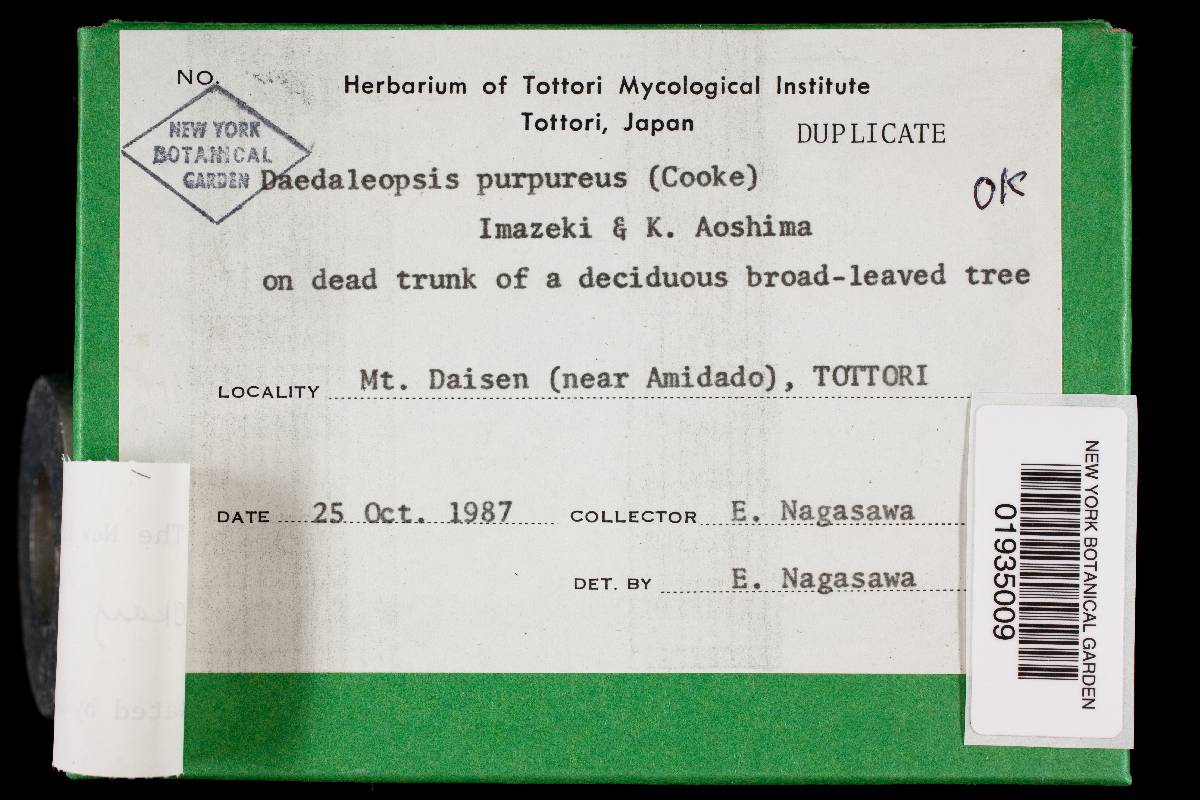 NO.
NEW YORK
BOTANICAL
GARDEN
Herbarium of Tottori Mycological Institute
Tottori, Japan
DUPLICATE
Daedaleopsis purpureus (Cooke)
OK
Imazeki & K. Aoshima
on dead trunk of a deciduous broad-leaved tree
LOCALITY Mt. Daisen (near Amidado), TOTTORI
DATE 25 Oct. 1987 COLLECTOR E. Nagasawa
DET. BY E. Nagasawa
NEW YORK BOTANICAL GARDEN
01935009